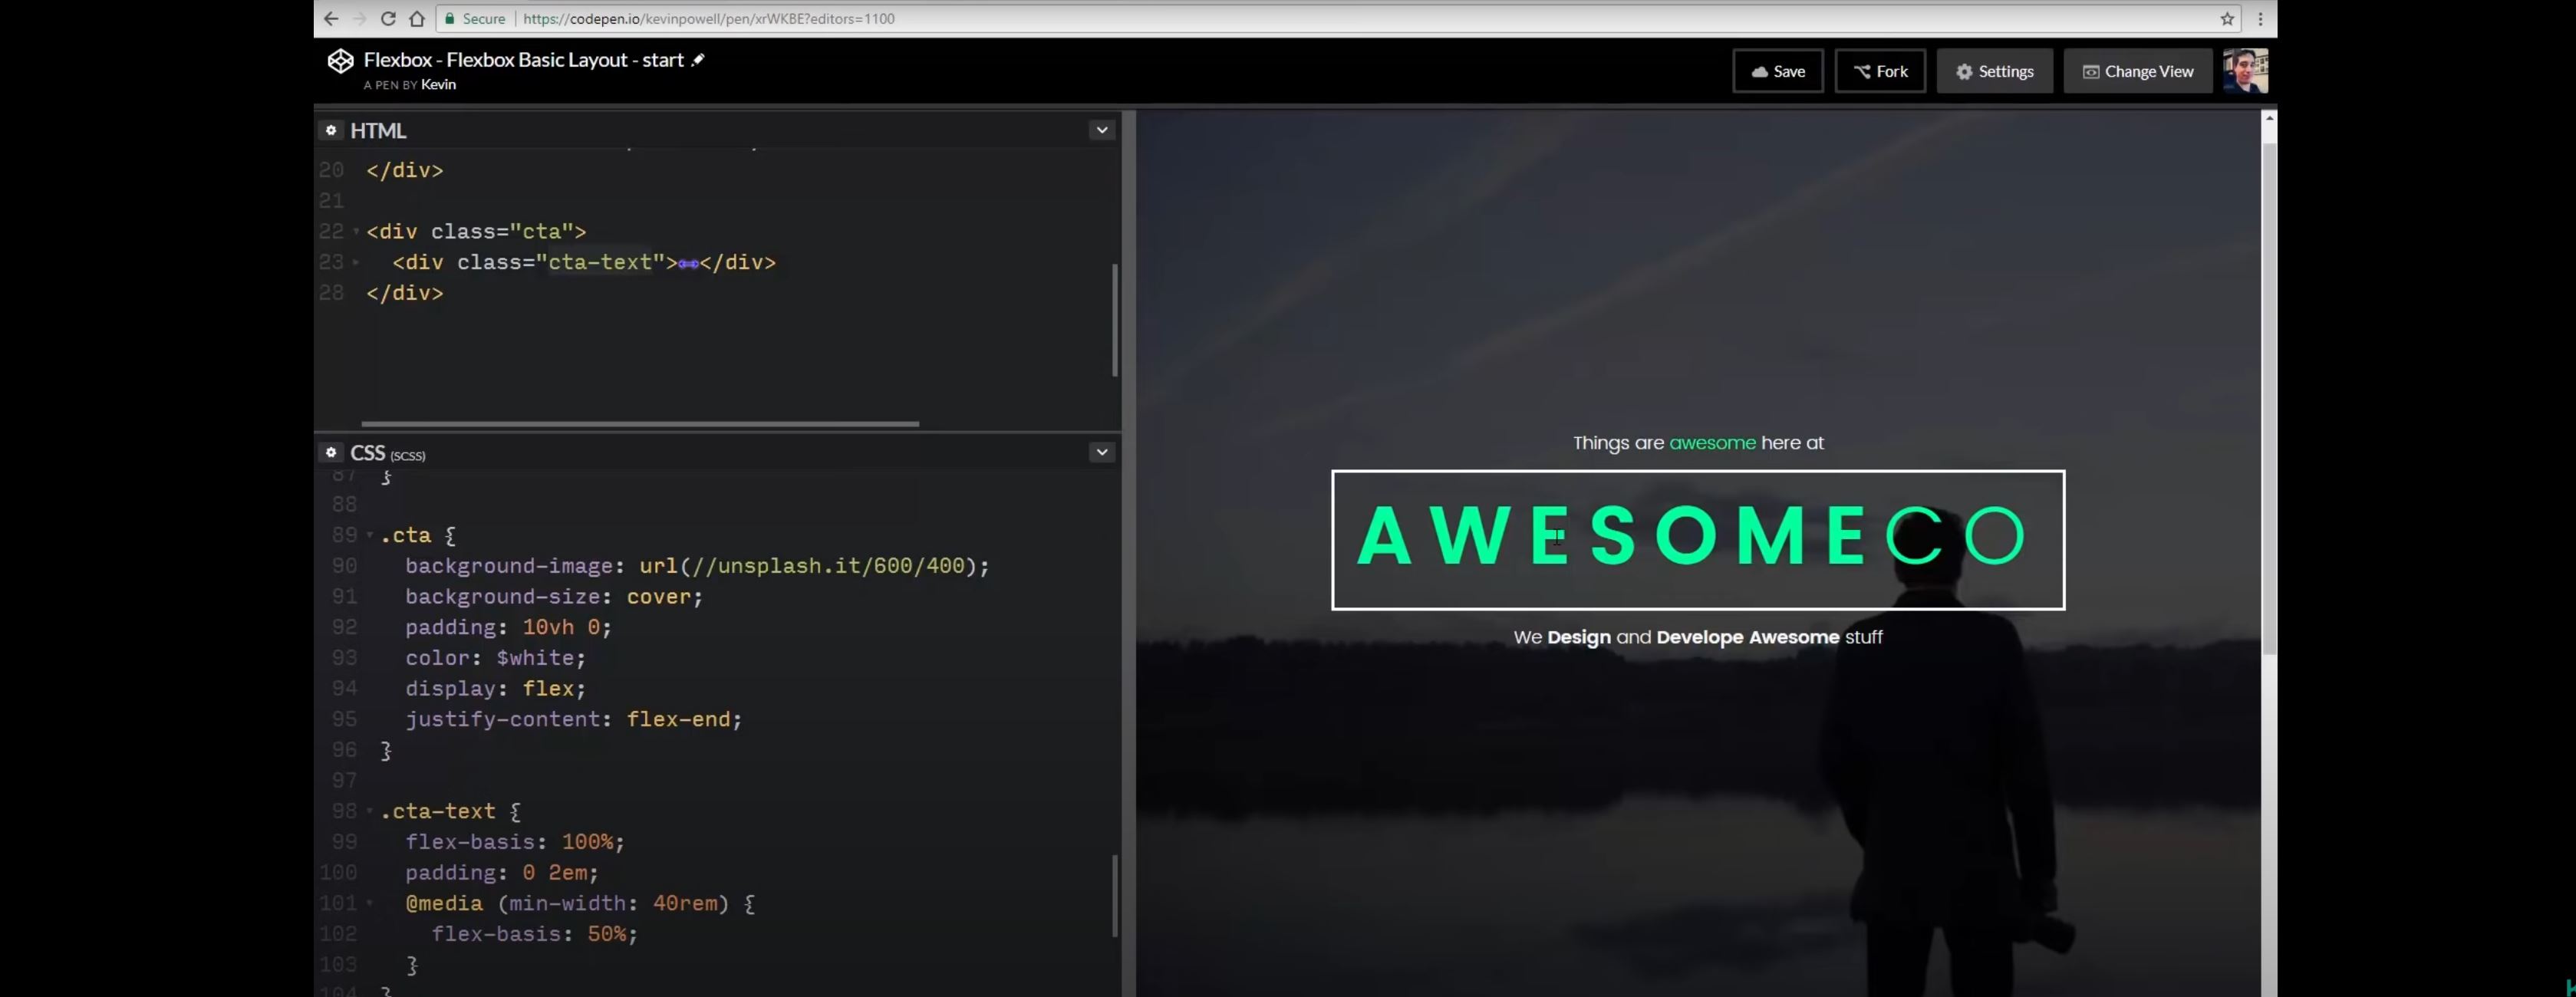 Secure | https://codepen.io/kevinpowell/pen/xrWKBE?editors=1100
Flexbox - Flexbox Basic Layout - start
A PEN BY Kevin
Save
Fork
Settings
Change View
HTML
20 </div>
21
22 <div class="cta">
23 <div class="cta-text"></div>
28 </div>
CSS (SCSS)
87 }
88
89 .cta {
90 background-image: url(//unsplash.it/600/400);
91 background-size: cover;
92 padding: 10vh 0;
93 color: $white;
94 display: flex;
95 justify-content: flex-end;
96 }
97
98 .cta-text {
99 flex-basis: 100%;
100 padding: 0 2em;
101 @media (min-width: 40rem) {
102 flex-basis: 50%;
103 }
104 }
Things are awesome here at
AWESOMECO
We Design and Develope Awesome stuff